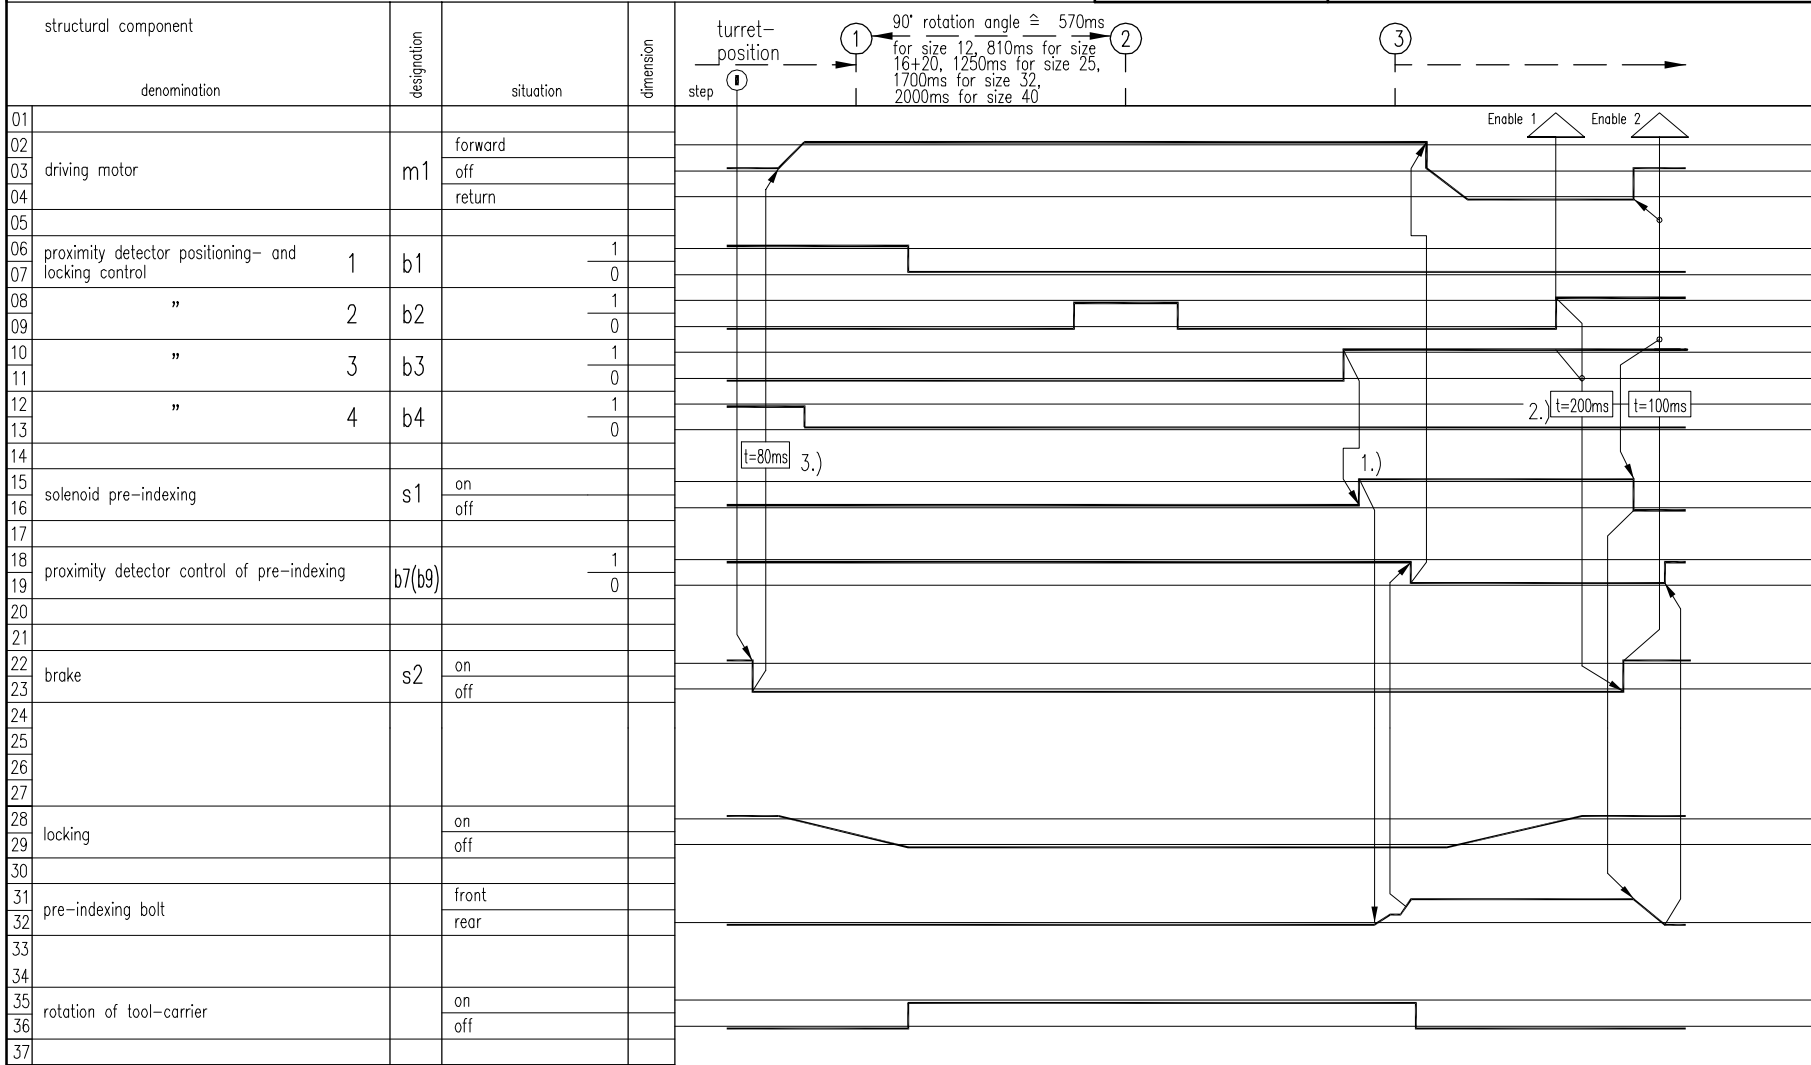 structural component
denomination
designation
situation
dimension
turret-
position
step
1
90° rotation angle ≙ 570ms
for size 12, 810ms for size
16+20, 1250ms for size 25,
1700ms for size 32,
2000ms for size 40
2
3
01
Enable 1
Enable 2
02
forward
03
driving motor
m1
off
04
return
05
06
proximity detector positioning- and
locking control
1
b1
1
07
0
08
"
2
b2
1
09
0
10
"
3
b3
1
11
0
12
"
4
b4
1
13
0
2.)
t=200ms
t=100ms
14
t=80ms
3.)
1.)
15
solenoid pre-indexing
s1
on
16
off
17
18
proximity detector control of pre-indexing
b7(b9)
1
19
0
20
21
22
brake
s2
on
23
off
24
25
26
27
28
locking
on
29
off
30
31
pre-indexing bolt
front
32
rear
33
34
35
rotation of tool-carrier
on
36
off
37